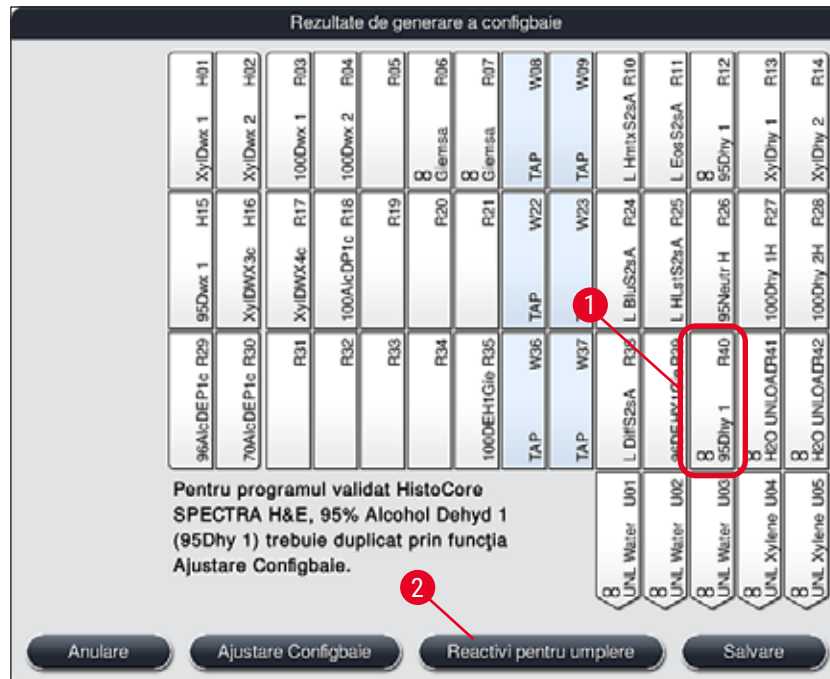 Rezultate de generare a configbaie
XylDwx 1 H01
XylDwx 2 H02
100Dwx 1 R03
100Dwx 2 R04
R05
∞ Giemsa R06
∞ Giemsa R07
TAP W08
TAP W09
L HmtxS2sA R10
L EosS2sA R11
∞ 95Dhy 1 R12
XylDhy 1 R13
XylDhy 2 R14
95Dwx 1 H15
XylDWX3c H16
XylDWX4c R17
100AlcDP1c R18
R19
R20
R21
TAP W22
W23
L BluS2sA R24
L HLstS2sA R25
95Neutr H R26
100Dhy 1H R27
100Dhy 2H R28
96AlcDEP1c R29
70AlcDEP1c R30
R31
R32
R33
R34
100DEH1Gie R35
TAP W36
TAP W37
L DiffS2sA R38
R39
∞ 95Dhy 1 R40
∞ H2O UNLOAD R41
∞ H2O UNLOAD R42
∞ UNL Water U01
∞ UNL Water U02
∞ UNL Water U03
∞ UNL Xylene U04
∞ UNL Xylene U05
1
Pentru programul validat HistoCore
SPECTRA H&E, 95% Alcohol Dehyd 1
(95Dhy 1) trebuie duplicat prin funcţia
Ajustare Configbaie.
2
Anulare
Ajustare Configbaie
Reactivi pentru umplere
Salvare